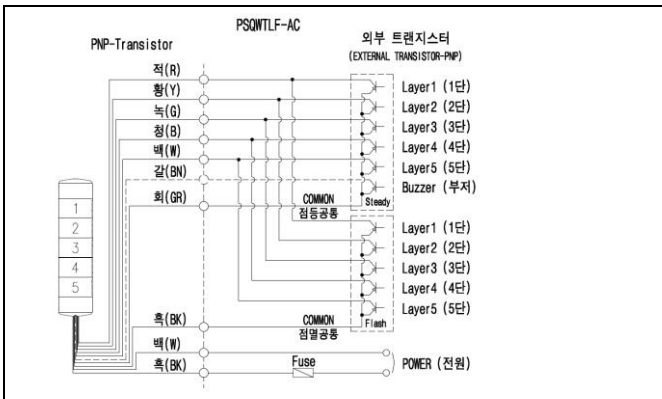 PSQWTLF-AC
PNP-Transistor
외부 트랜지스터
(EXTERNAL TRANSISTOR-PNP)
적(R)
황(Y)
녹(G)
청(B)
백(W)
갈(BN)
회(GR)
COMMON
점등공통
Steady
Layer1 (1단)
Layer2 (2단)
Layer3 (3단)
Layer4 (4단)
Layer5 (5단)
Buzzer (부저)
1
2
3
4
5
Layer1 (1단)
Layer2 (2단)
Layer3 (3단)
Layer4 (4단)
Layer5 (5단)
흑(BK)
COMMON
점멸공통
Flash
백(W)
흑(BK)
Fuse
POWER (전원)